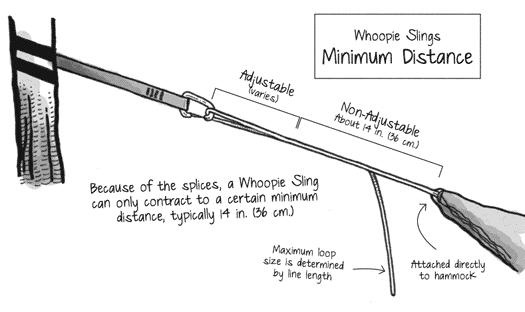 Whoopie Slings
Minimum Distance
Adjustable
(varies)
Non-Adjustable
About 14 in. (36 cm.)
Because of the splices, a Whoopie Sling
can only contract to a certain minimum
distance, typically 14 in. (36 cm.)
Maximum loop
size is determined
by line length
Attached directly
to hammock